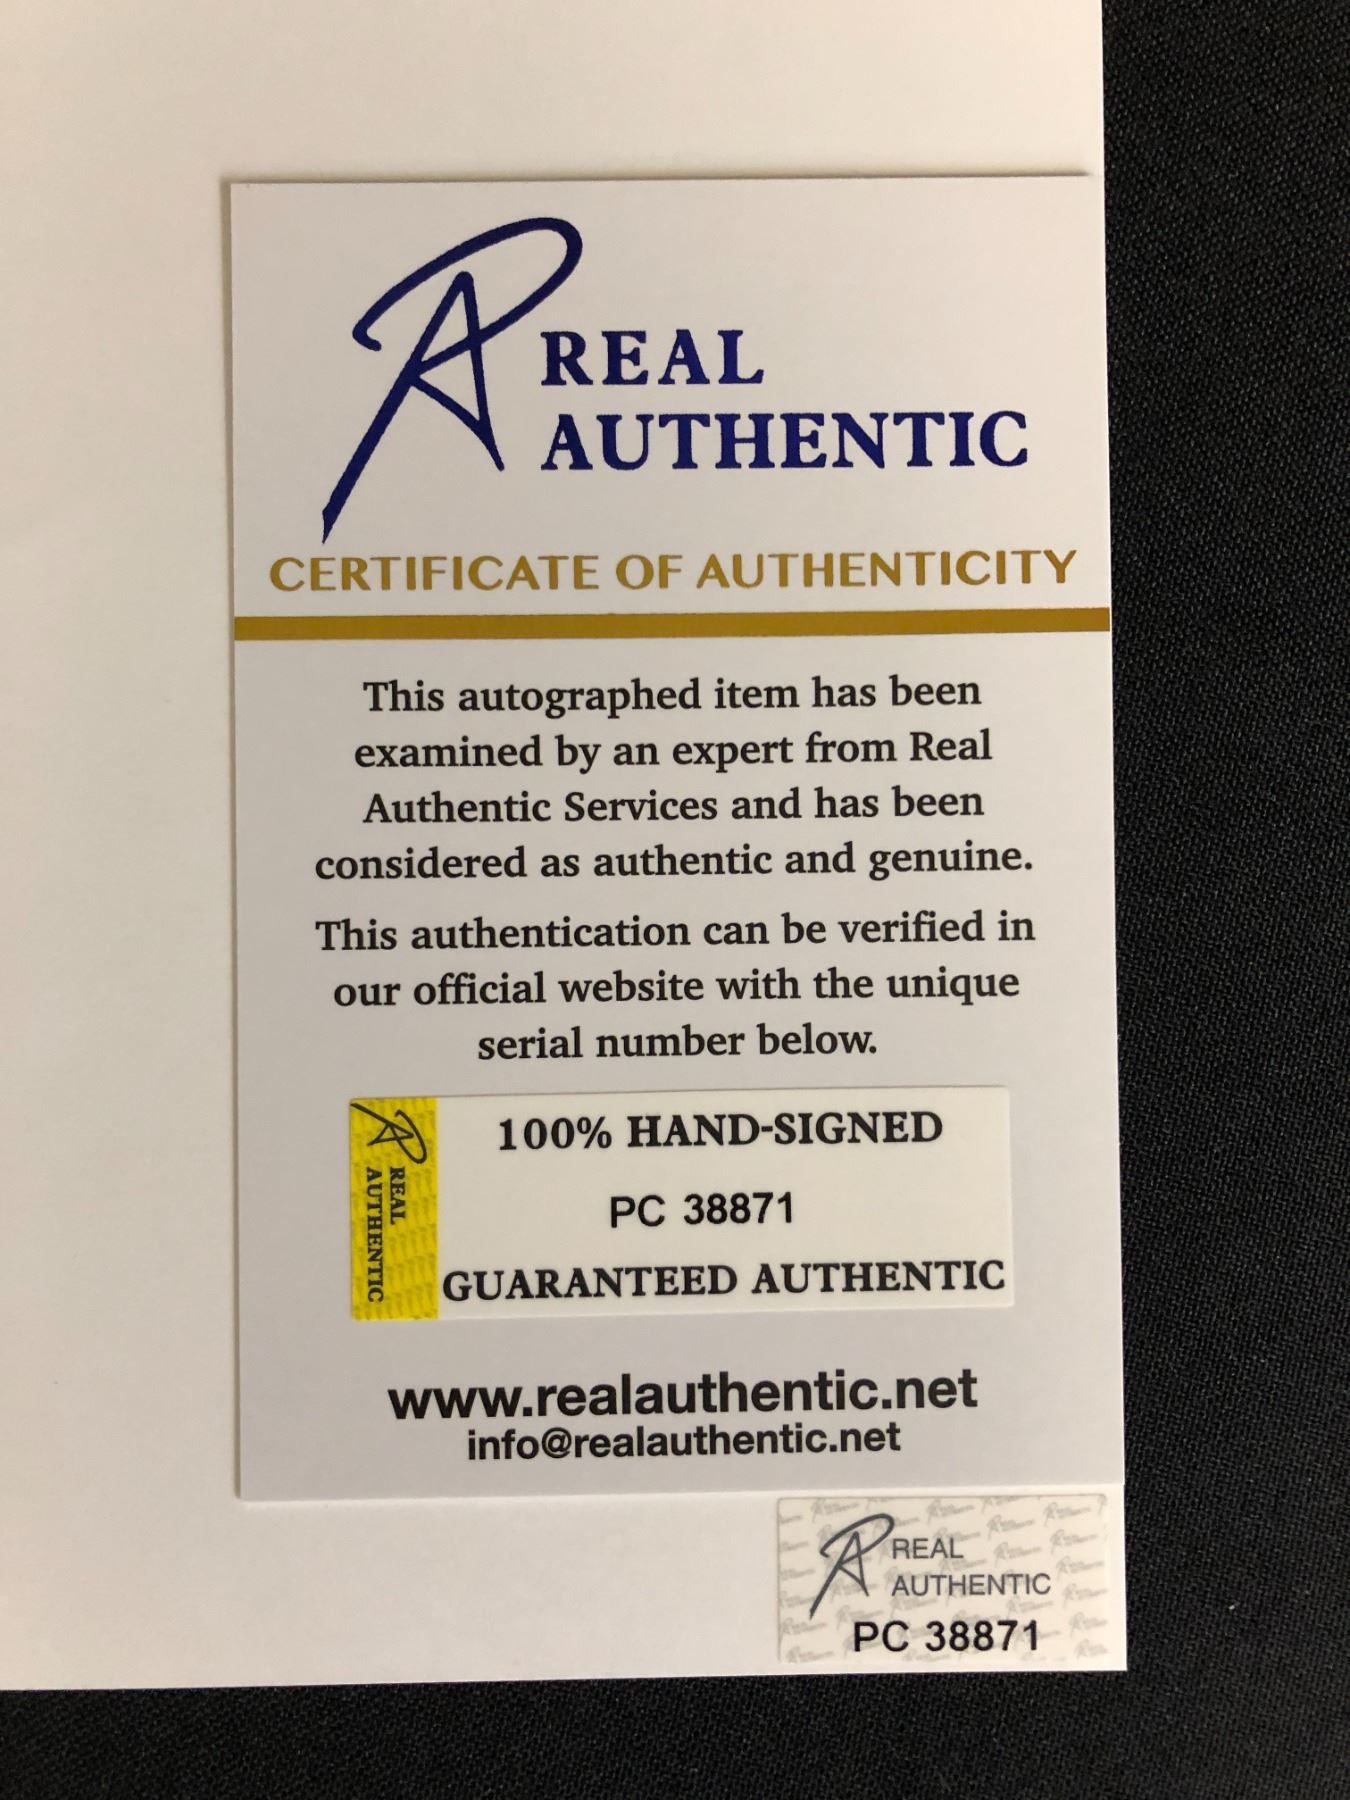 REAL
AUTHENTIC
CERTIFICATE OF AUTHENTICITY
This autographed item has been
examined by an expert from Real
Authentic Services and has been
considered as authentic and genuine.
This authentication can be verified in
our official website with the unique
serial number below.
REAL
AUTHENTIC
100% HAND-SIGNED
PC 38871
GUARANTEED AUTHENTIC
www.realauthentic.net
info@realauthentic.net
REAL
AUTHENTIC
PC 38871